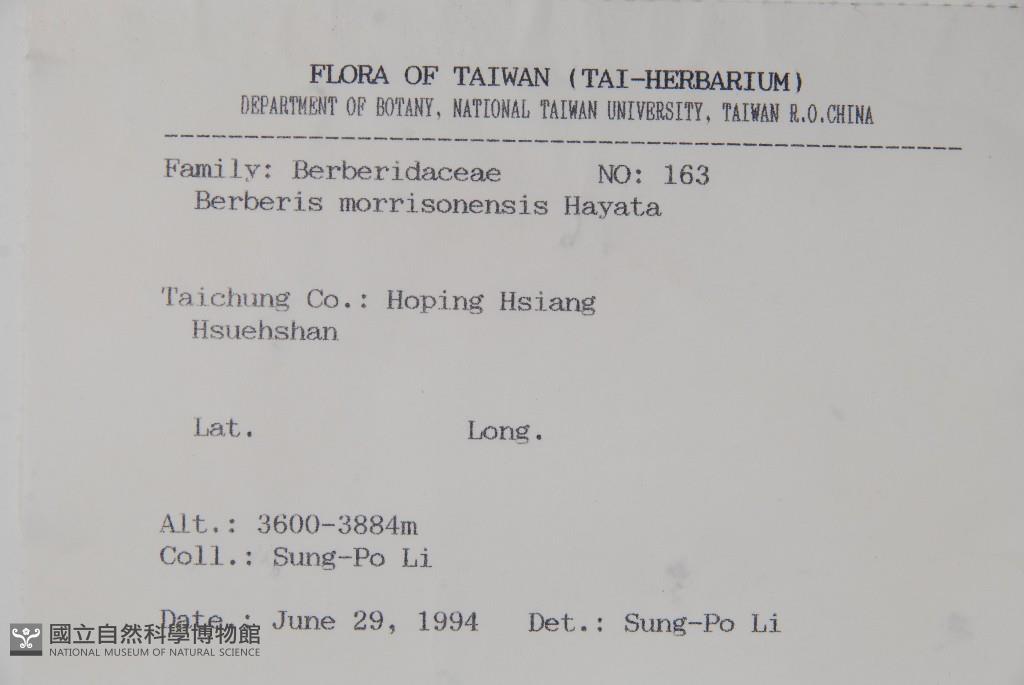 FLORA OF TAIWAN (TAI-HERBARIUM)
DEPARTMENT OF BOTANY, NATIONAL TAIWAN UNIVERSITY, TAIWAN R.O.CHINA
Family: Berberidaceae NO: 163
Berberis morrisonensis Hayata
Taichung Co.: Hoping Hsiang
Hsuehshan
Lat. Long.
Alt.: 3600-3884m
Coll.: Sung-Po Li
Date.: June 29, 1994 Det.: Sung-Po Li
國立自然科學博物館
NATIONAL MUSEUM OF NATURAL SCIENCE